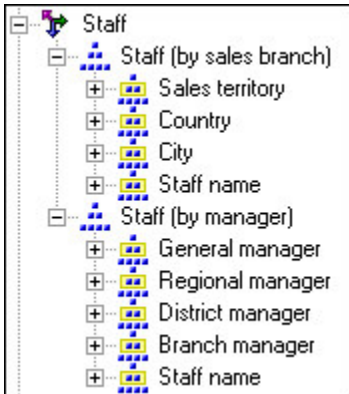 Staff
Staff (by sales branch)
Sales territory
Country
City
Staff name
Staff (by manager)
General manager
Regional manager
District manager
Branch manager
Staff name